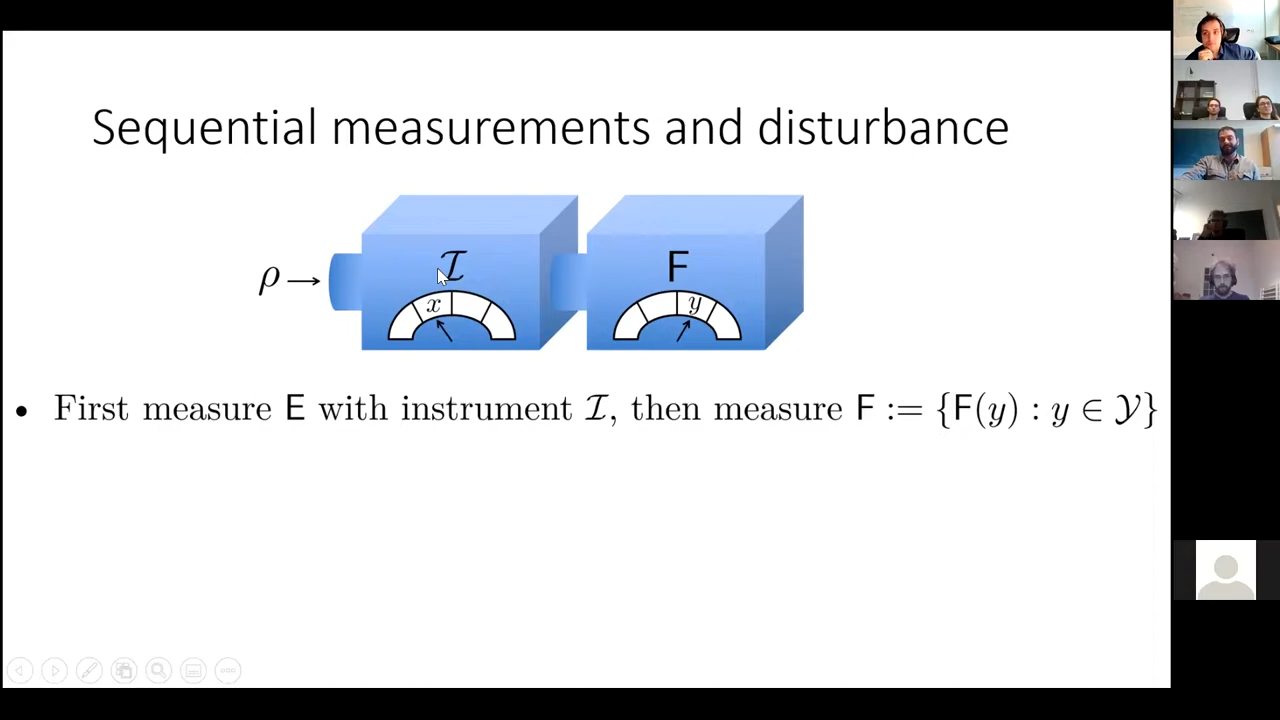 Sequential measurements and disturbance
ρ → 𝓘 F
x y
• First measure E with instrument 𝓘, then measure F := {F(y) : y ∈ 𝒴}